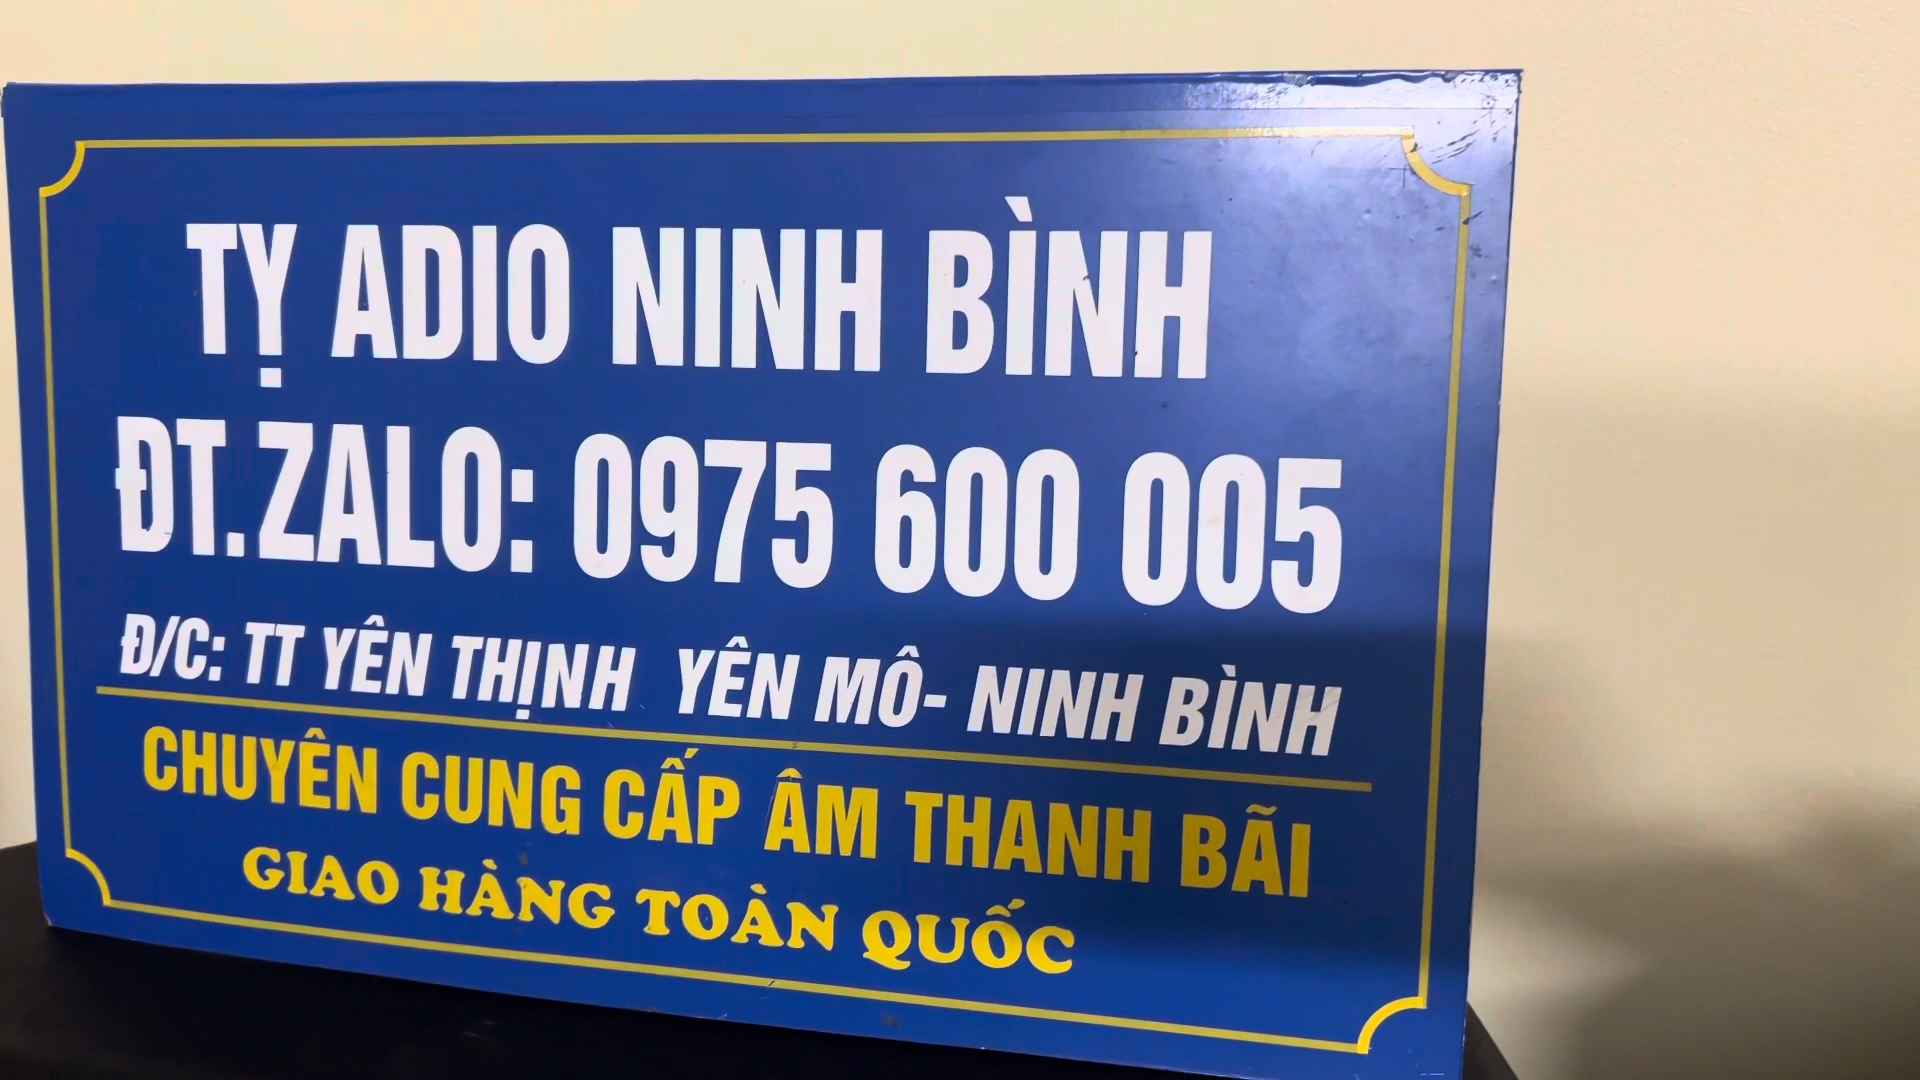 TỴ ADIO NINH BÌNH
ĐT.ZALO: 0975 600 005
Đ/C: TT YÊN THỊNH YÊN MÔ- NINH BÌNH
CHUYÊN CUNG CẤP ÂM THANH BÃI
GIAO HÀNG TOÀN QUỐC